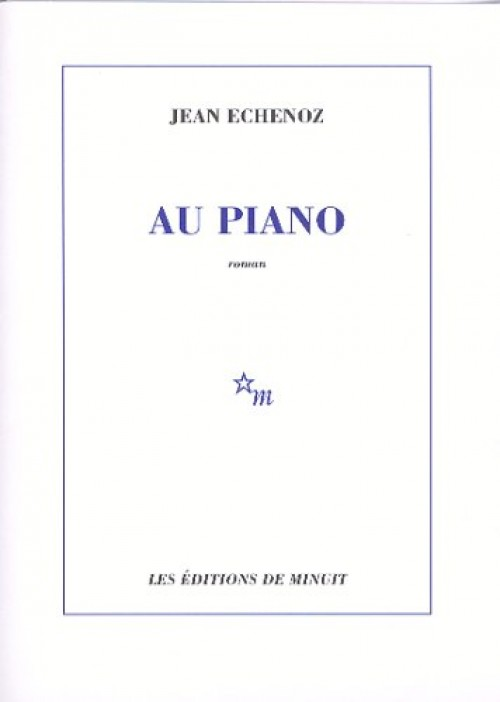 JEAN ECHENOZ
AU PIANO
roman
m
LES ÉDITIONS DE MINUIT